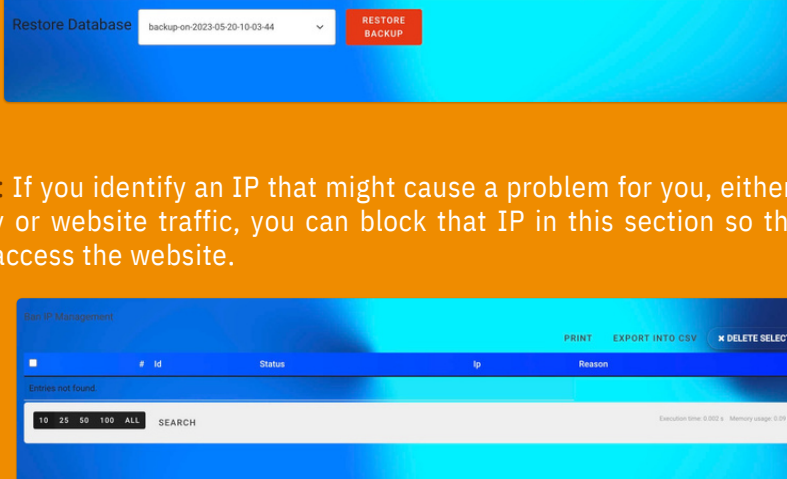 Restore Database backup-on-2023-05-20-10-03-44 RESTORE
BACKUP
: If you identify an IP that might cause a problem for you, either
y or website traffic, you can block that IP in this section so th
access the website.
Ban IP Management
PRINT EXPORT INTO CSV × DELETE SELECT
# Id Status Ip Reason
Entries not found.
10 25 50 100 ALL SEARCH Execution time: 0.002 s Memory usage: 0.09